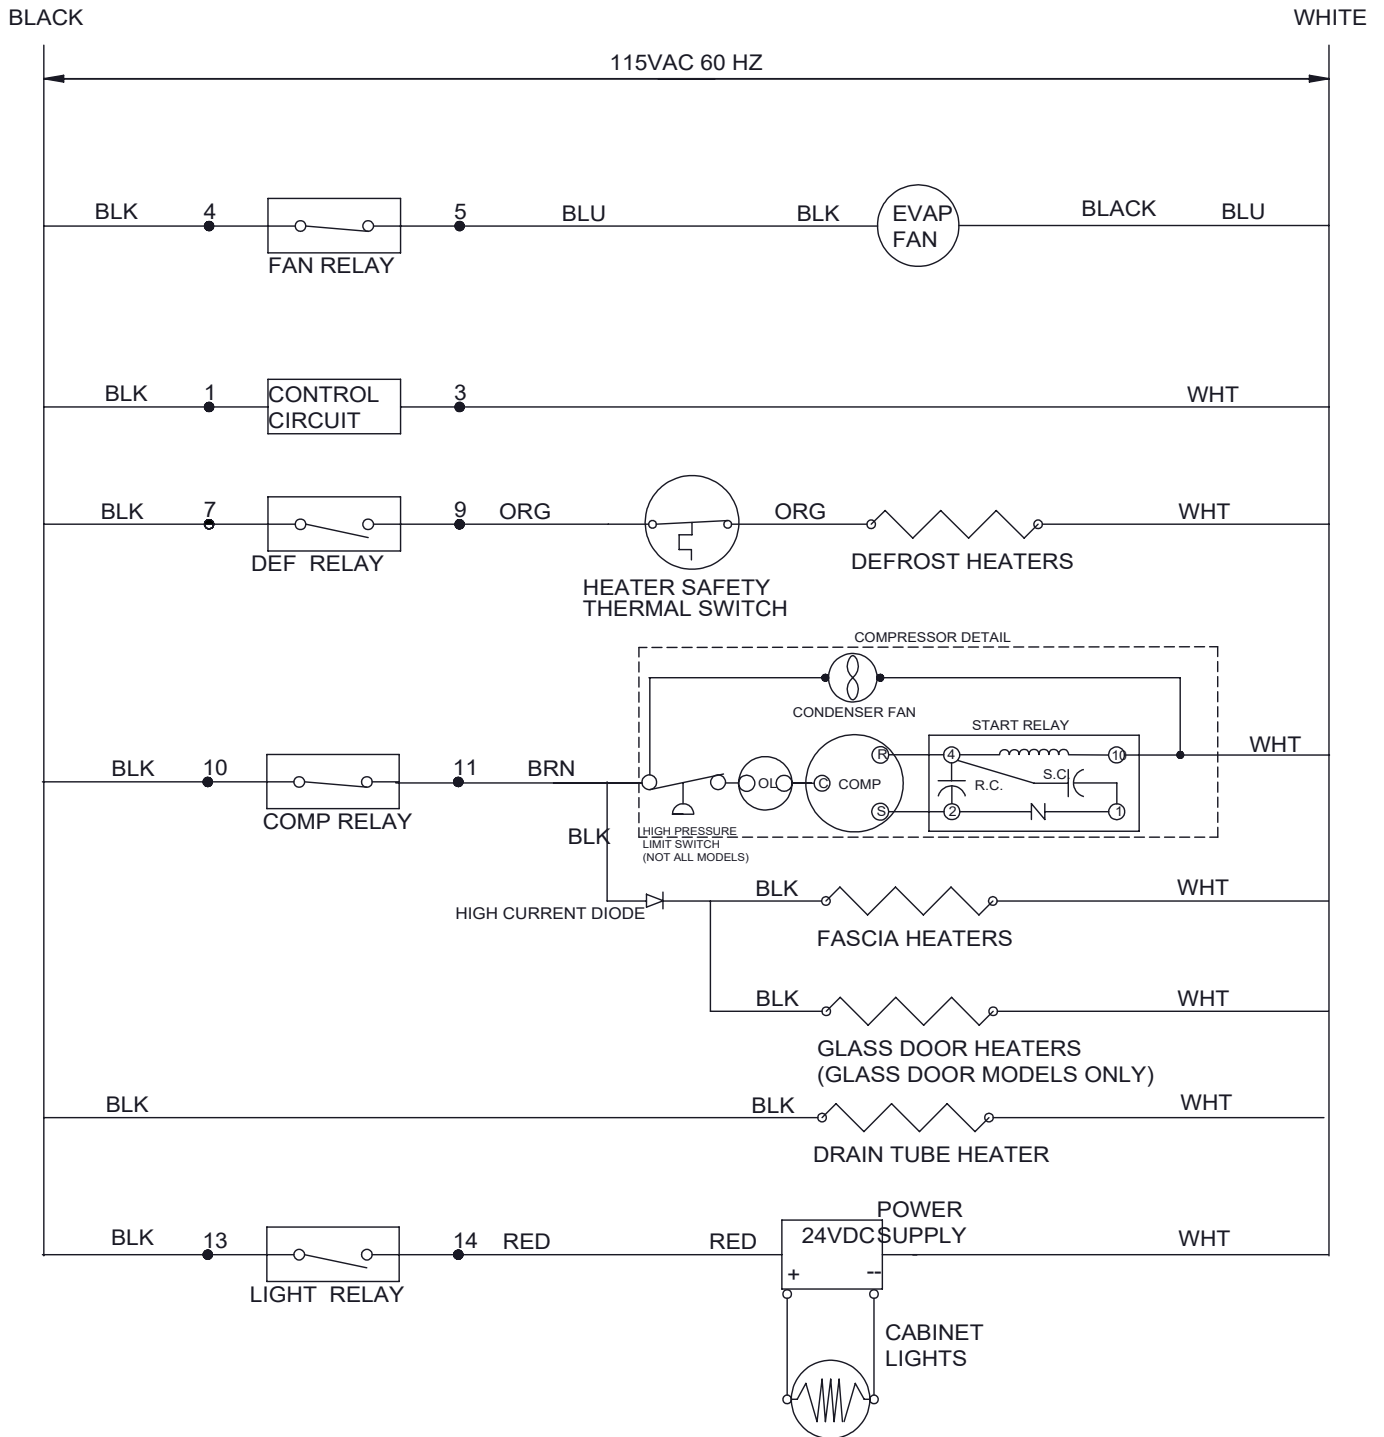 BLACK
WHITE
115VAC 60 HZ
BLK 4 5 BLU BLK EVAP BLACK BLU
FAN
FAN RELAY
BLK 1 CONTROL 3 WHT
CIRCUIT
BLK 7 9 ORG ORG WHT
DEF RELAY
HEATER SAFETY
THERMAL SWITCH
DEFROST HEATERS
COMPRESSOR DETAIL
CONDENSER FAN
START RELAY
BLK 10 11 BRN OL C COMP R S 4 10 R.C. S.C. 2 N 1 WHT
COMP RELAY
BLK
HIGH PRESSURE
LIMIT SWITCH
(NOT ALL MODELS)
HIGH CURRENT DIODE
BLK WHT
FASCIA HEATERS
BLK WHT
GLASS DOOR HEATERS
(GLASS DOOR MODELS ONLY)
BLK BLK WHT
DRAIN TUBE HEATER
POWER
BLK 13 14 RED RED 24VDC SUPPLY WHT
+ --
LIGHT RELAY
CABINET
LIGHTS